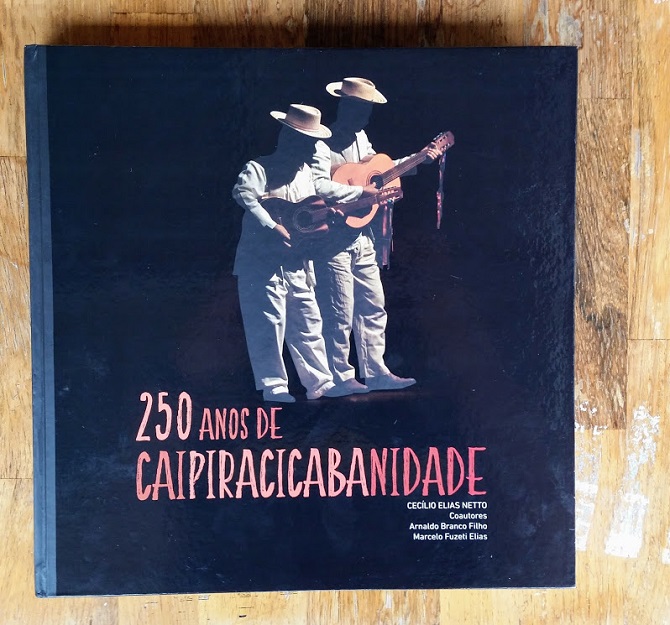 250 ANOS DE
CAIPIRACICABANIDADE
CECÍLIO ELIAS NETTO
Coautores
Arnaldo Branco Filho
Marcelo Fuzeti Elias